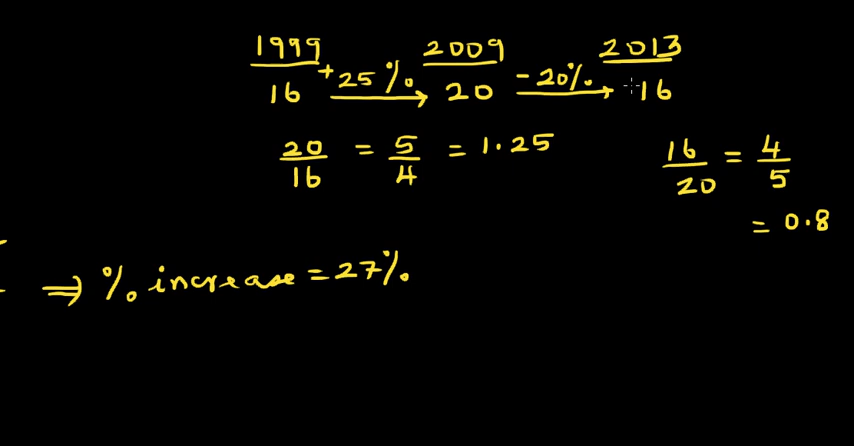 1999 2009 2013
16 +25% → 20 -20% → 16
20/16 = 5/4 = 1.25
16/20 = 4/5
= 0.8
⇒ % increase = 27%